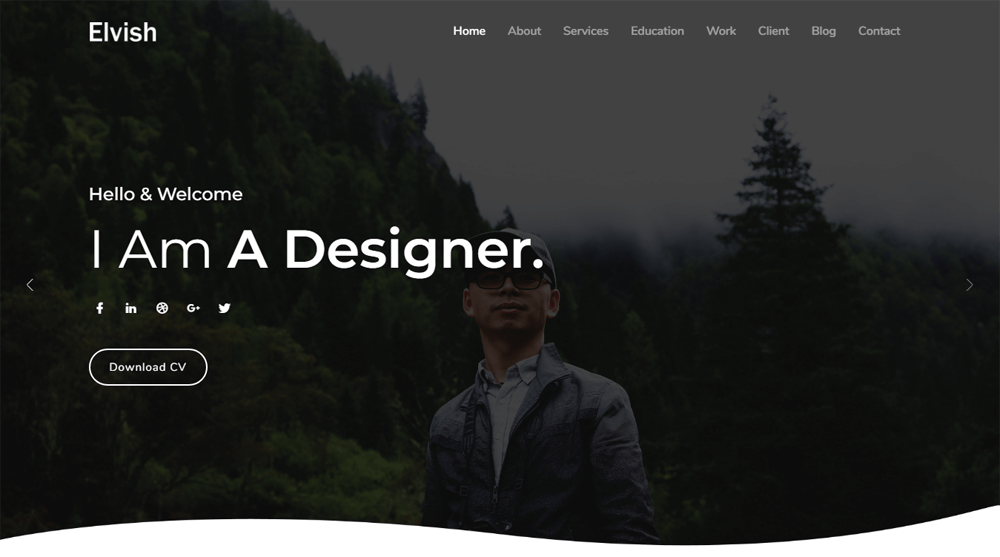 Elvish
Home About Services Education Work Client Blog Contact
Hello & Welcome
I Am A Designer.
Download CV